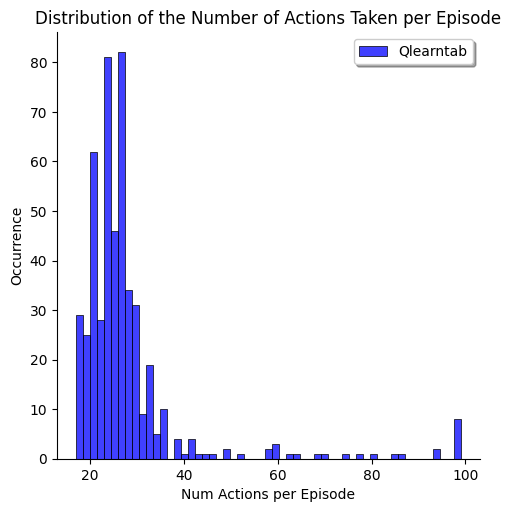 Distribution of the Number of Actions Taken per Episode
Qlearntab
80
70
60
50
40
30
20
10
0
Occurrence
20 40 60 80 100
Num Actions per Episode